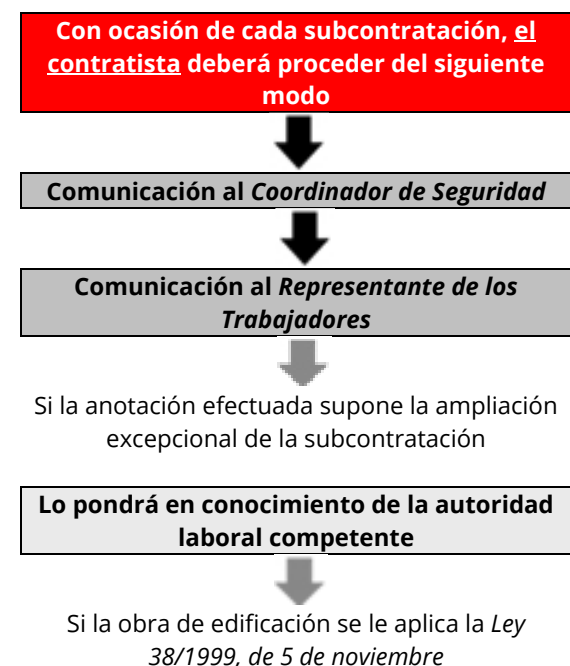 Con ocasión de cada subcontratación, el
contratista deberá proceder del siguiente
modo
Comunicación al Coordinador de Seguridad
Comunicación al Representante de los
Trabajadores
Si la anotación efectuada supone la ampliación
excepcional de la subcontratación
Lo pondrá en conocimiento de la autoridad
laboral competente
Si la obra de edificación se le aplica la Ley
38/1999, de 5 de noviembre